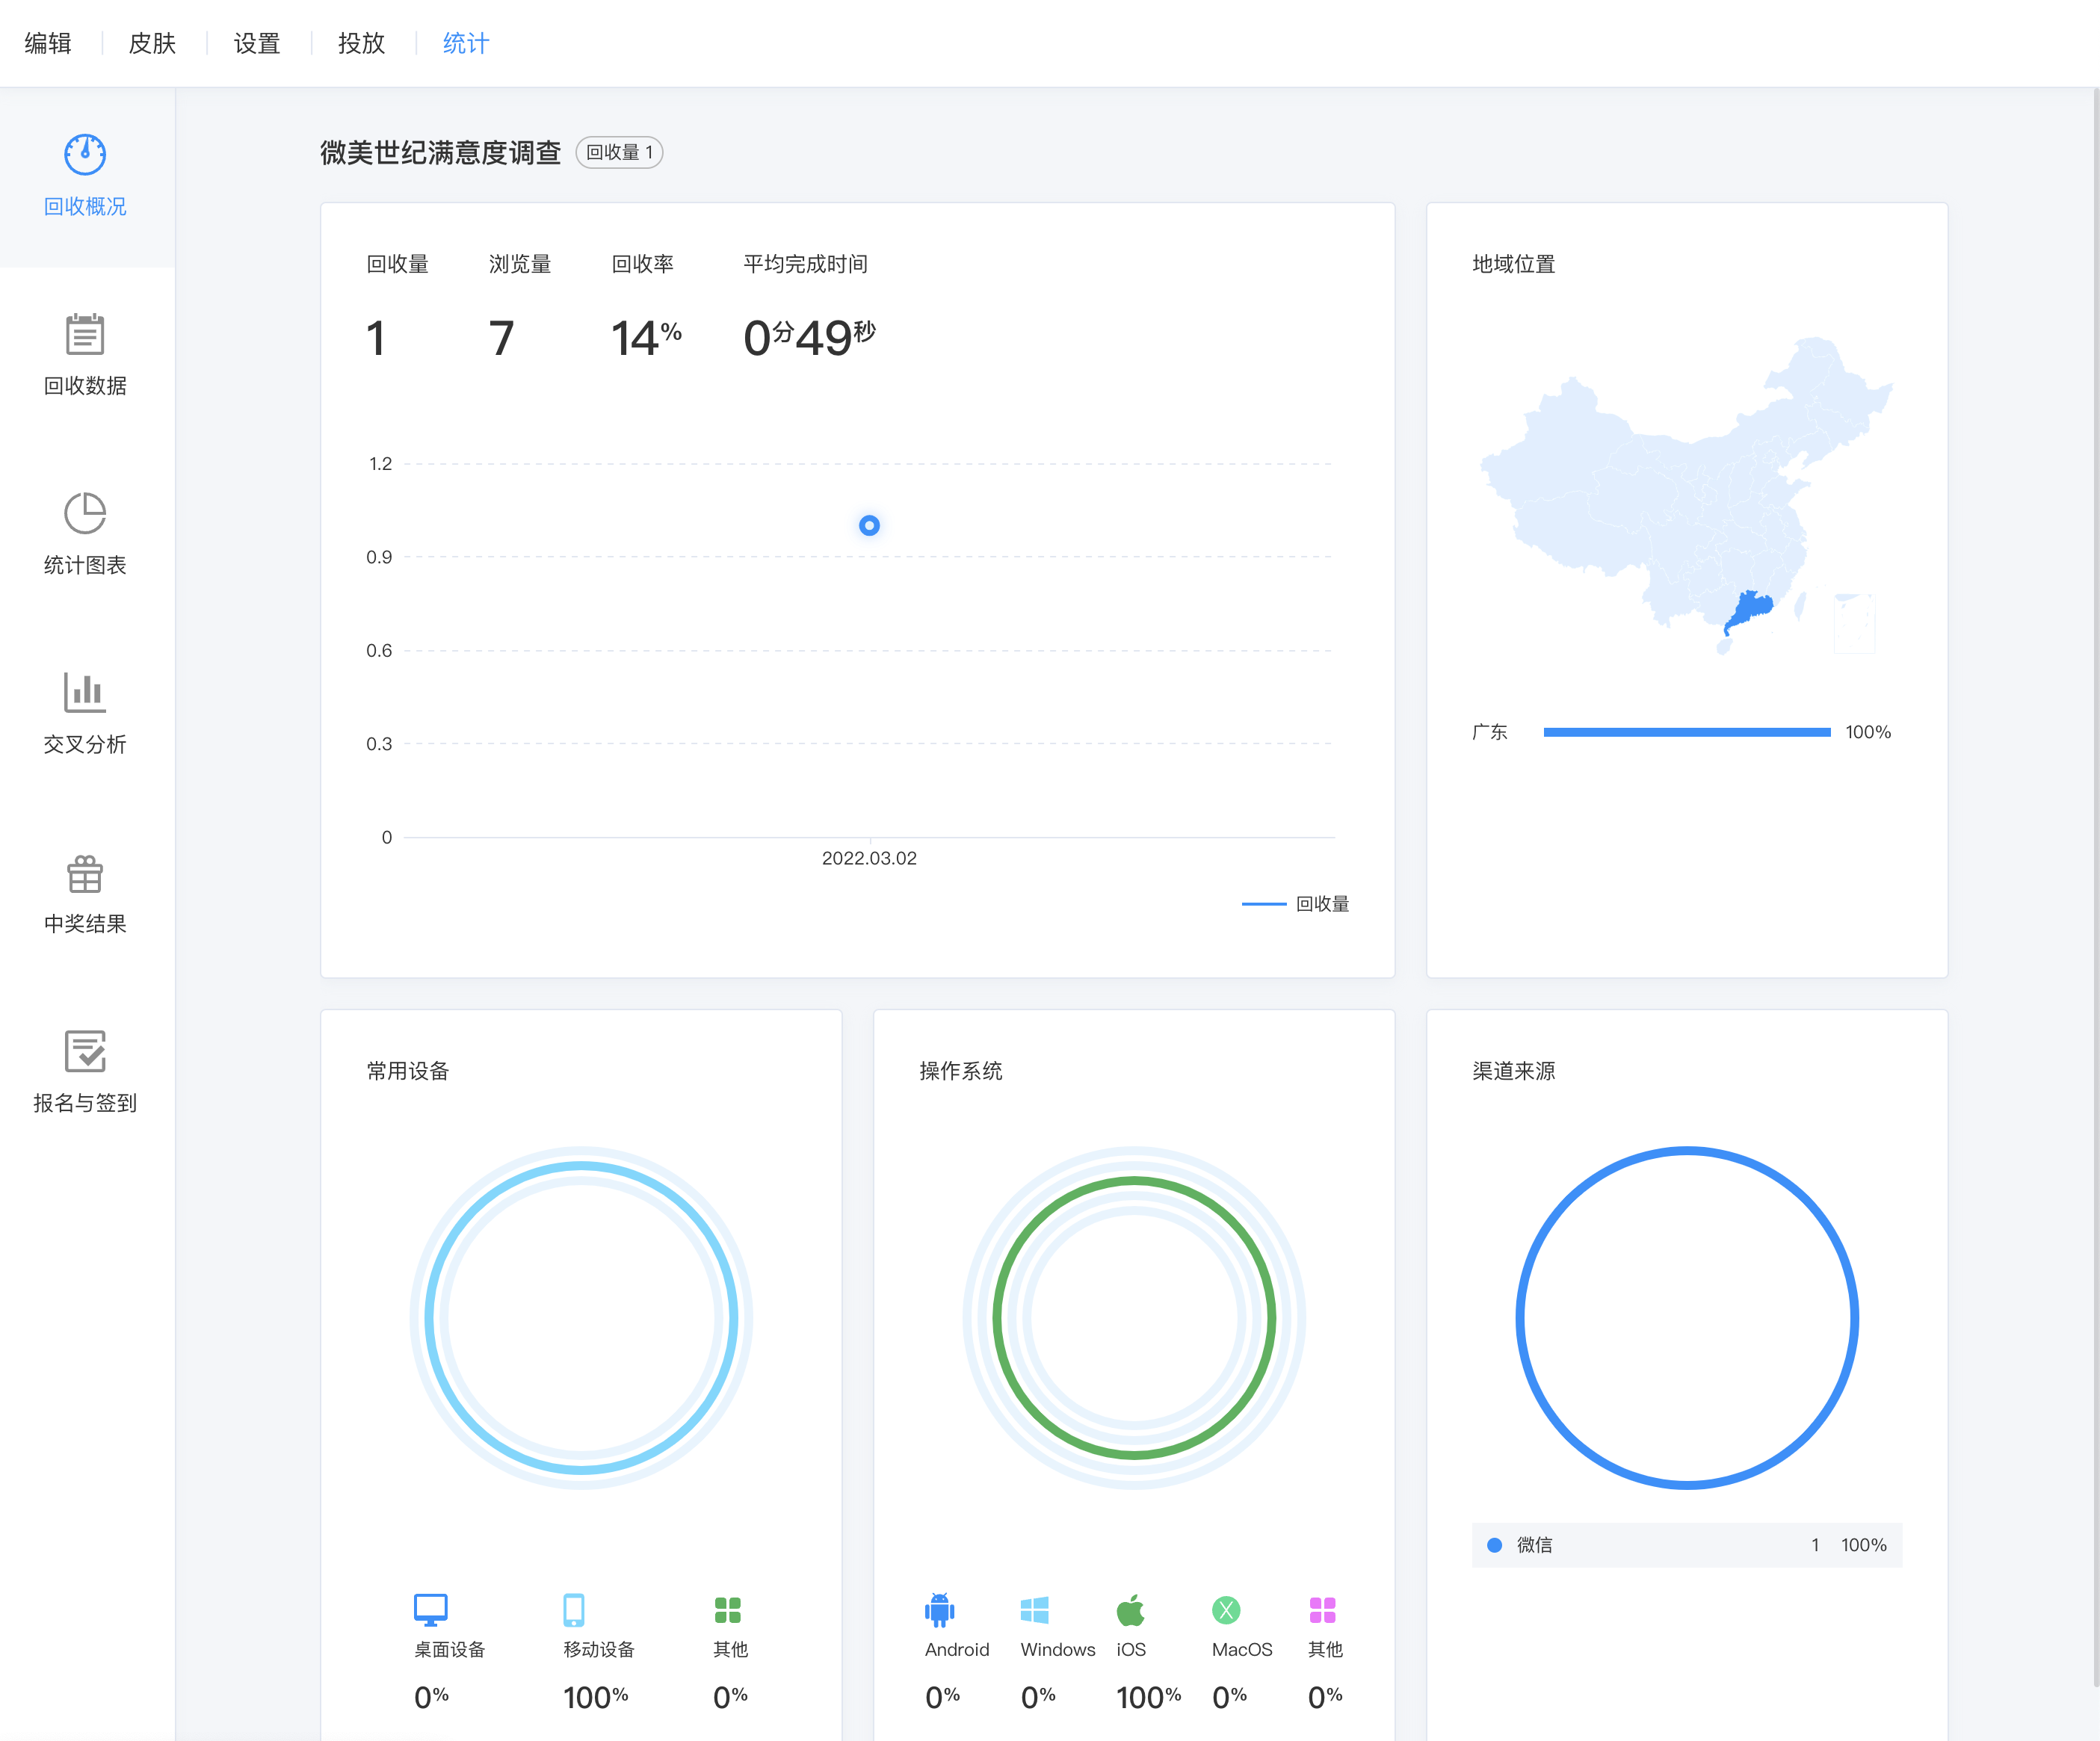 编辑 皮肤 设置 投放 统计
回收概况
回收数据
统计图表
交叉分析
中奖结果
报名与签到
微美世纪满意度调查 回收量 1
回收量 浏览量 回收率 平均完成时间
1 7 14% 0分49秒
1.2
0.9
0.6
0.3
0
2022.03.02
回收量
地域位置
广东 100%
常用设备
桌面设备 移动设备 其他
0% 100% 0%
操作系统
X
Android Windows iOS MacOS 其他
0% 0% 100% 0% 0%
渠道来源
微信 1 100%